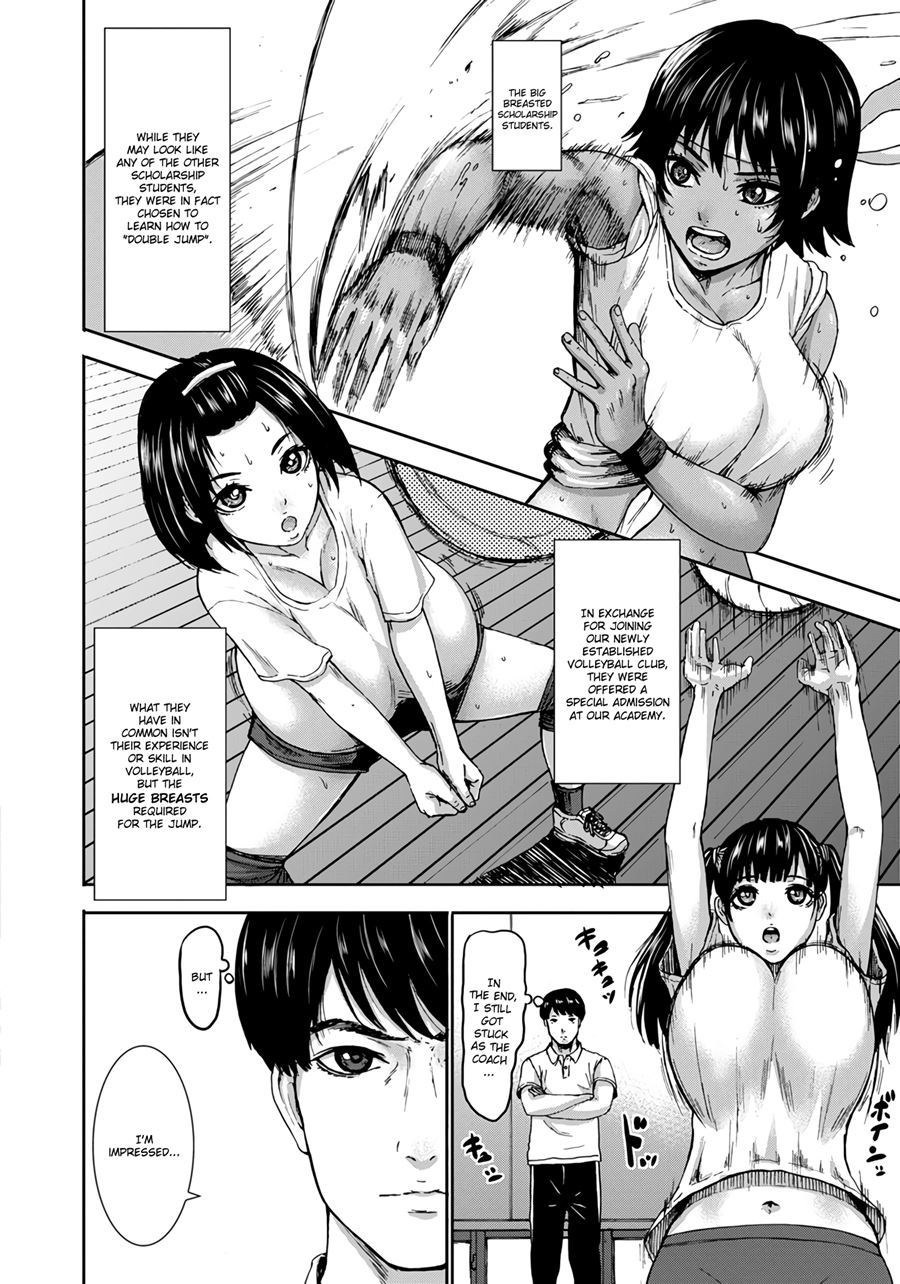 THE BIG
BREASTED
SCHOLARSHIP
STUDENTS.
WHILE THEY
MAY LOOK LIKE
ANY OF THE OTHER
SCHOLARSHIP
STUDENTS,
THEY WERE IN FACT
CHOSEN TO
LEARN HOW TO
"DOUBLE JUMP".
IN EXCHANGE
FOR JOINING
OUR NEWLY
ESTABLISHED
VOLLEYBALL CLUB,
THEY WERE
OFFERED A
SPECIAL ADMISSION
AT OUR ACADEMY.
WHAT THEY
HAVE IN
COMMON ISN'T
THEIR EXPERIENCE
OR SKILL IN
VOLLEYBALL,
BUT THE
HUGE BREASTS
REQUIRED
FOR THE JUMP.
ボイーンッ
キュキュッ
IN
THE END,
I STILL
GOT
STUCK
AS THE
COACH
...
ドッ
キュッ
BUT
...
I'M
IMPRESSED...